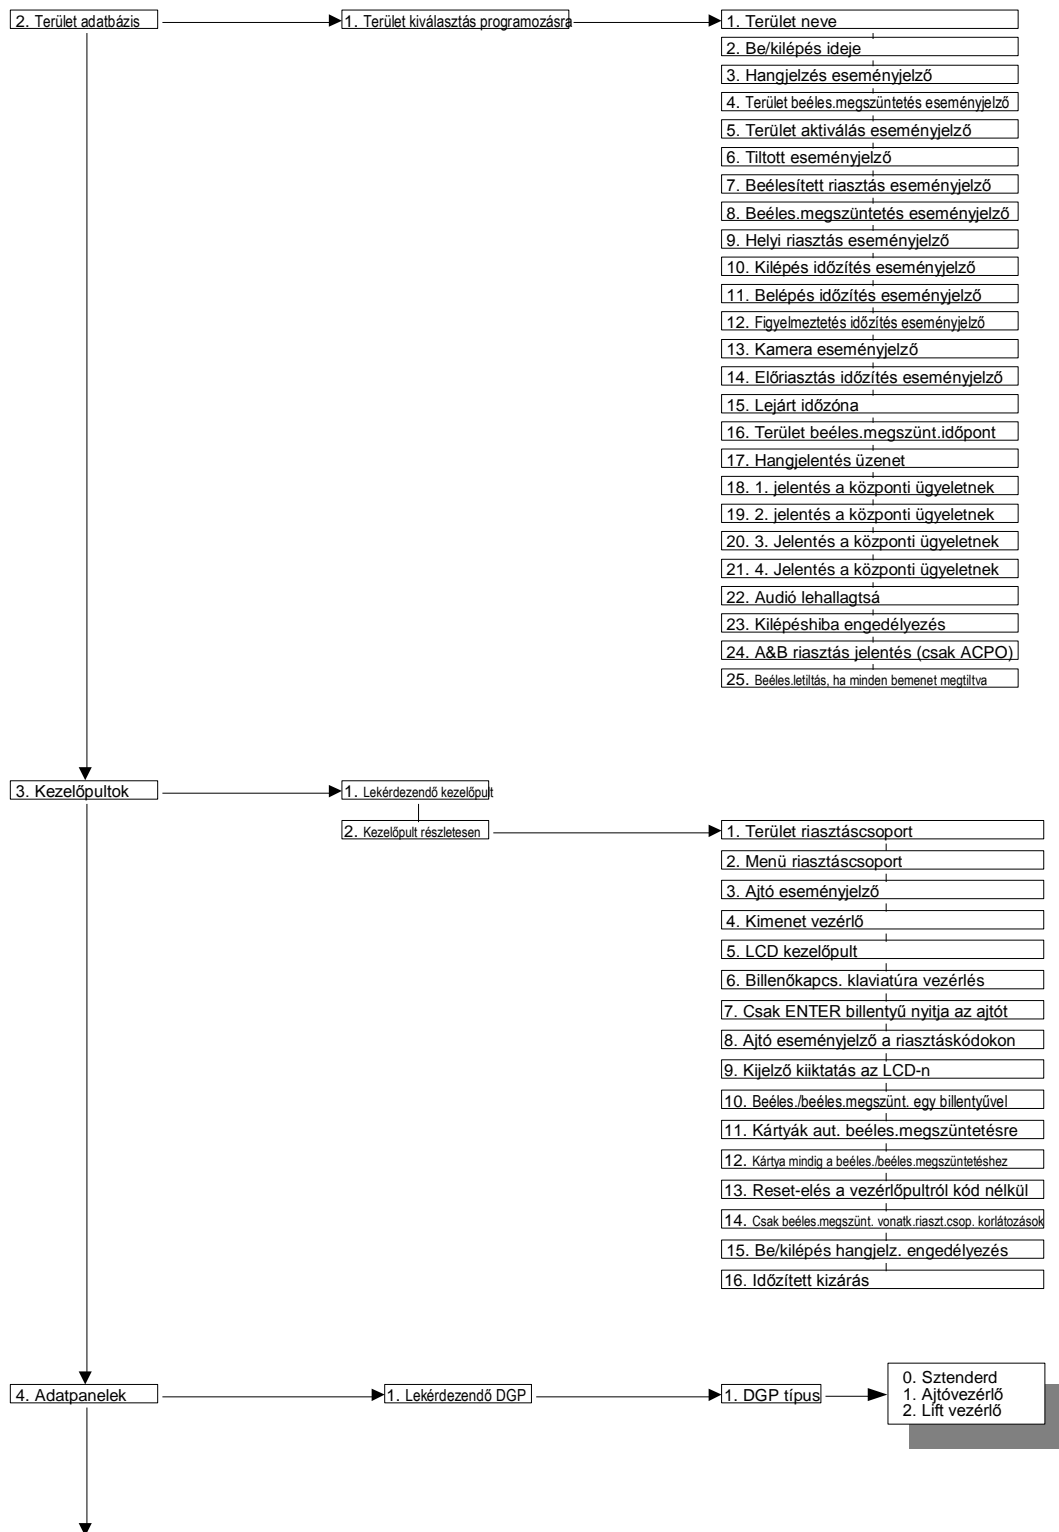 2. Terület adatbázis
1. Terület kiválasztás programozásra
1. Terület neve
2. Be/kilépés ideje
3. Hangjelzés eseményjelző
4. Terület beéles.megszüntetés eseményjelző
5. Terület aktiválás eseményjelző
6. Tiltott eseményjelző
7. Beélesített riasztás eseményjelző
8. Beéles.megszüntetés eseményjelző
9. Helyi riasztás eseményjelző
10. Kilépés időzítés eseményjelző
11. Belépés időzítés eseményjelző
12. Figyelmeztetés időzítés eseményjelző
13. Kamera eseményjelző
14. Előriasztás időzítés eseményjelző
15. Lejárt időzóna
16. Terület beéles.megszünt.időpont
17. Hangjelentés üzenet
18. 1. jelentés a központi ügyeletnek
19. 2. jelentés a központi ügyeletnek
20. 3. Jelentés a központi ügyeletnek
21. 4. Jelentés a központi ügyeletnek
22. Audió lehallagtsá
23. Kilépéshiba engedélyezés
24. A&B riasztás jelentés (csak ACPO)
25. Beéles.letiltás, ha minden bemenet megtiltva
3. Kezelőpultok
1. Lekérdezendő kezelőpult
2. Kezelőpult részletesen
1. Terület riasztáscsoport
2. Menü riasztáscsoport
3. Ajtó eseményjelző
4. Kimenet vezérlő
5. LCD kezelőpult
6. Billenőkapcs. klaviatúra vezérlés
7. Csak ENTER billentyű nyitja az ajtót
8. Ajtó eseményjelző a riasztáskódokon
9. Kijelző kiiktatás az LCD-n
10. Beéles./beéles.megszünt. egy billentyűvel
11. Kártyák aut. beéles.megszüntetésre
12. Kártya mindig a beéles./beéles.megszüntetéshez
13. Reset-elés a vezérlőpultról kód nélkül
14. Csak beéles.megszünt. vonatk.riaszt.csop. korlátozások
15. Be/kilépés hangjelz. engedélyezés
16. Időzített kizárás
4. Adatpanelek
1. Lekérdezendő DGP
1. DGP típus
0. Sztenderd
1. Ajtóvezérlő
2. Lift vezérlő